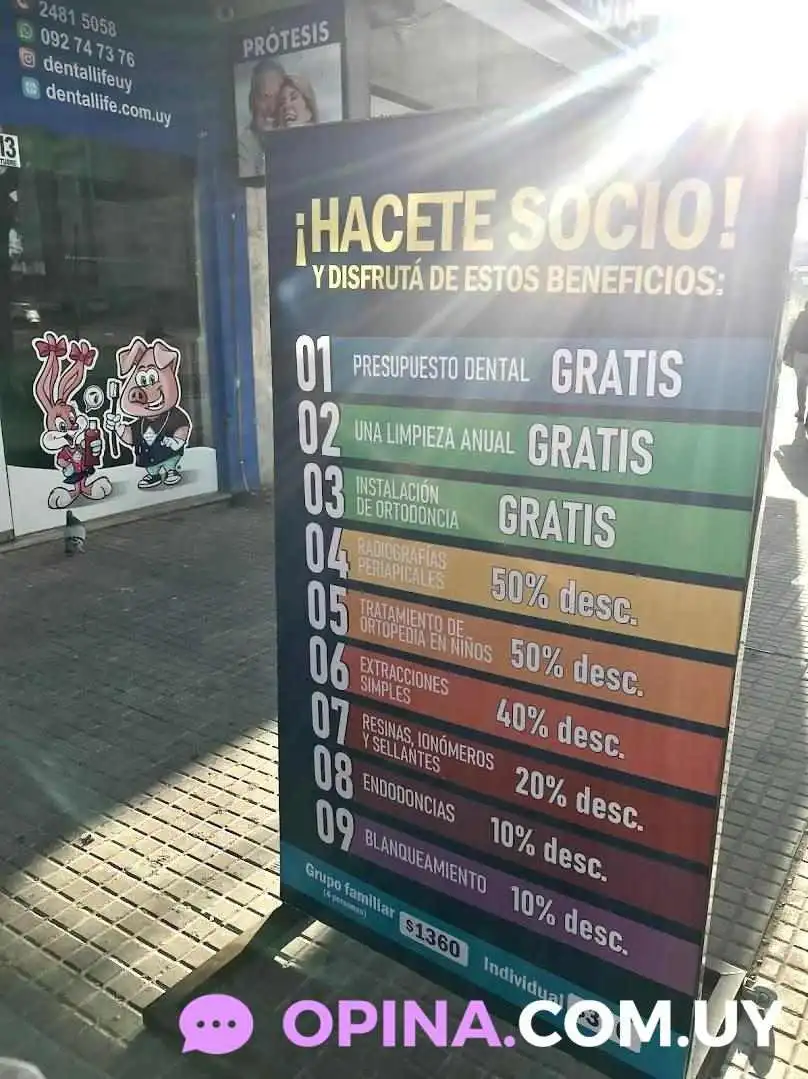 2481 5058
092 74 73 76
dentallifeuy
dentallife.com.uy
PRÓTESIS
13
¡HACETE SOCIO!
Y DISFRUTÁ DE ESTOS BENEFICIOS:
01 PRESUPUESTO DENTAL GRATIS
02 UNA LIMPIEZA ANUAL GRATIS
03 INSTALACIÓN
DE ORTODONCIA GRATIS
04 RADIOGRAFÍAS
PERIAPICALES 50% desc.
05 TRATAMIENTO DE
ORTOPEDIA EN NIÑOS 50% desc.
06 EXTRACCIONES
SIMPLES 40% desc.
07 RESINAS, IONÓMEROS
Y SELLANTES 20% desc.
08 ENDODONCIAS 10% desc.
09 BLANQUEAMIENTO 10% desc.
Grupo familiar $1360 Individual
(4 personas)
OPINA.COM.UY